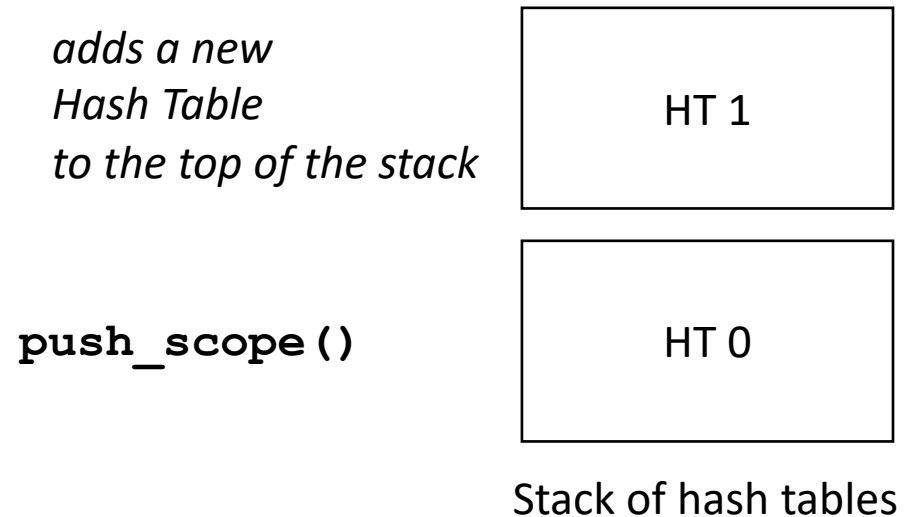 adds a new
Hash Table
to the top of the stack
HT 1
push_scope()
HT 0
Stack of hash tables